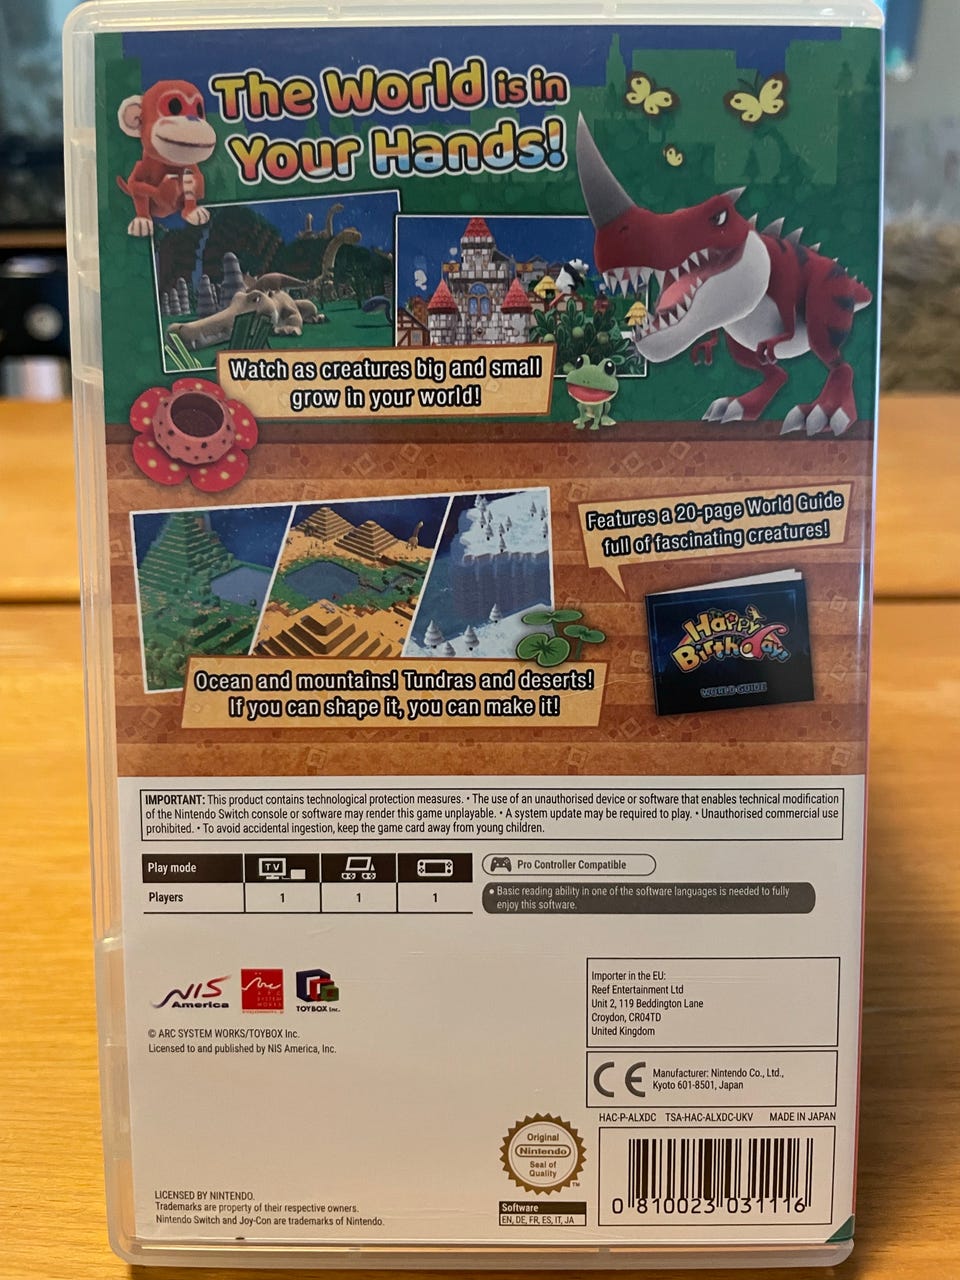 The World is in
Your Hands!
Watch as creatures big and small
grow in your world!
Features a 20-page World Guide
full of fascinating creatures!
Happy
Birthdays
WORLD GUIDE
Ocean and mountains! Tundras and deserts!
If you can shape it, you can make it!
IMPORTANT: This product contains technological protection measures. • The use of an unauthorised device or software that enables technical modification
of the Nintendo Switch console or software may render this game unplayable. • A system update may be required to play. • Unauthorised commercial use
prohibited. • To avoid accidental ingestion, keep the game card away from young children.
Play mode
TV
Players
1
1
1
Pro Controller Compatible
• Basic reading ability in one of the software languages is needed to fully
enjoy this software.
NIS
America
ARC
SYSTEM
WORKS
TOYBOX Inc.
© ARC SYSTEM WORKS/TOYBOX Inc.
Licensed to and published by NIS America, Inc.
Importer in the EU:
Reef Entertainment Ltd
Unit 2, 119 Beddington Lane
Croydon, CR04TD
United Kingdom
CE
Manufacturer: Nintendo Co., Ltd.,
Kyoto 601-8501, Japan
HAC-P-ALXDC TSA-HAC-ALXDC-UKV MADE IN JAPAN
Original
Nintendo
Seal of
Quality
TM
Software
EN, DE, FR, ES, IT, JA
0 810023 031116
LICENSED BY NINTENDO.
Trademarks are property of their respective owners.
Nintendo Switch and Joy-Con are trademarks of Nintendo.